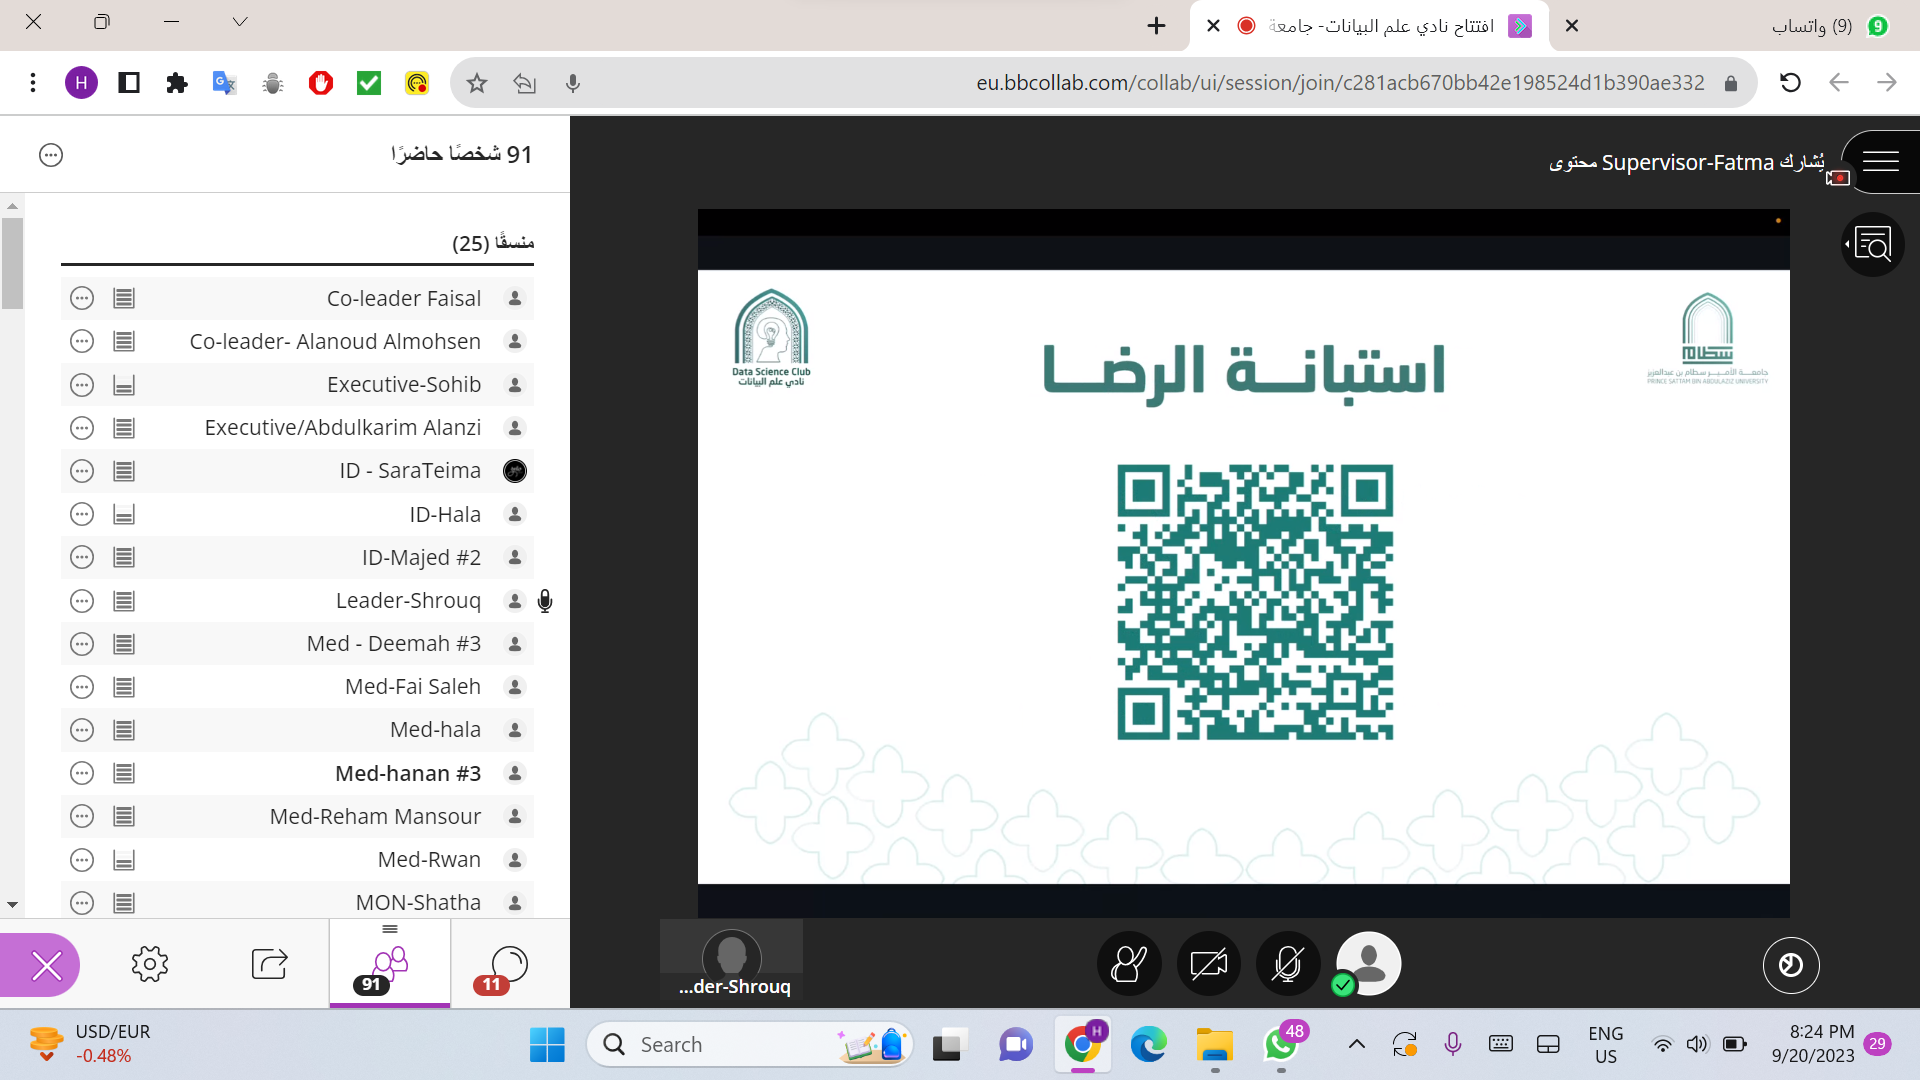 افتتاح نادي علم البيانات- جامعة
(9) واتساب
eu.bbcollab.com/collab/ui/session/join/c281acb670bb42e198524d1b390ae332
H
91 شخصًا حاضرًا
منسقًا (25)
Co-leader Faisal
Co-leader- Alanoud Almohsen
Executive-Sohib
Executive/Abdulkarim Alanzi
ID - SaraTeima
ID-Hala
ID-Majed #2
Leader-Shrouq
Med - Deemah #3
Med-Fai Saleh
Med-hala
Med-hanan #3
Med-Reham Mansour
Med-Rwan
MON-Shatha
91
11
يُشارك Supervisor-Fatma محتوى
Data Science Club
نادي علم البيانات
استبانة الرضا
سطام
جامعة الأمير سطام بن عبدالعزيز
PRINCE SATTAM BIN ABDULAZIZ UNIVERSITY
...der-Shrouq
USD/EUR
-0.48%
Search
H
48
ENG
US
8:24 PM
9/20/2023
29